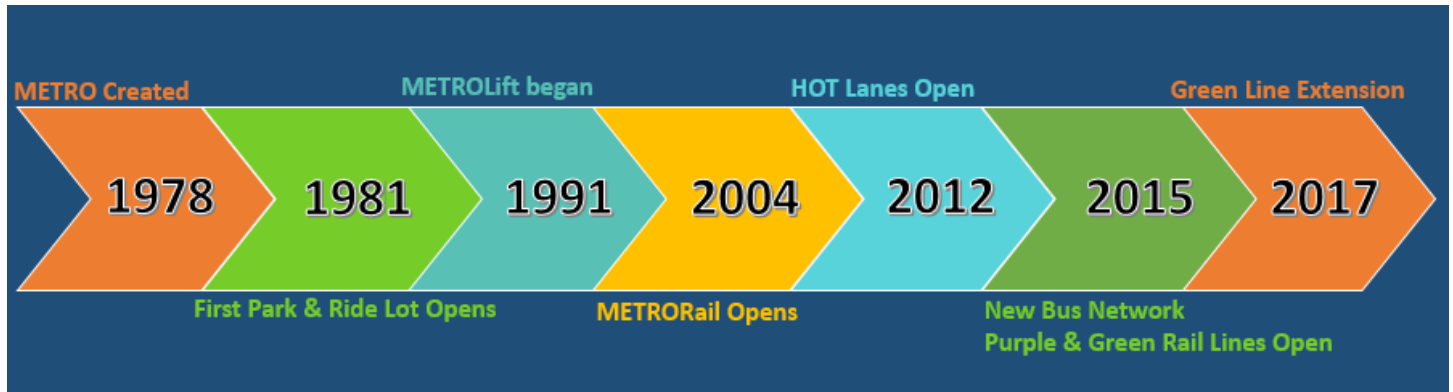 METRO Created
METROLift began
HOT Lanes Open
Green Line Extension
1978
1981
1991
2004
2012
2015
2017
First Park & Ride Lot Opens
METRORail Opens
New Bus Network
Purple & Green Rail Lines Open